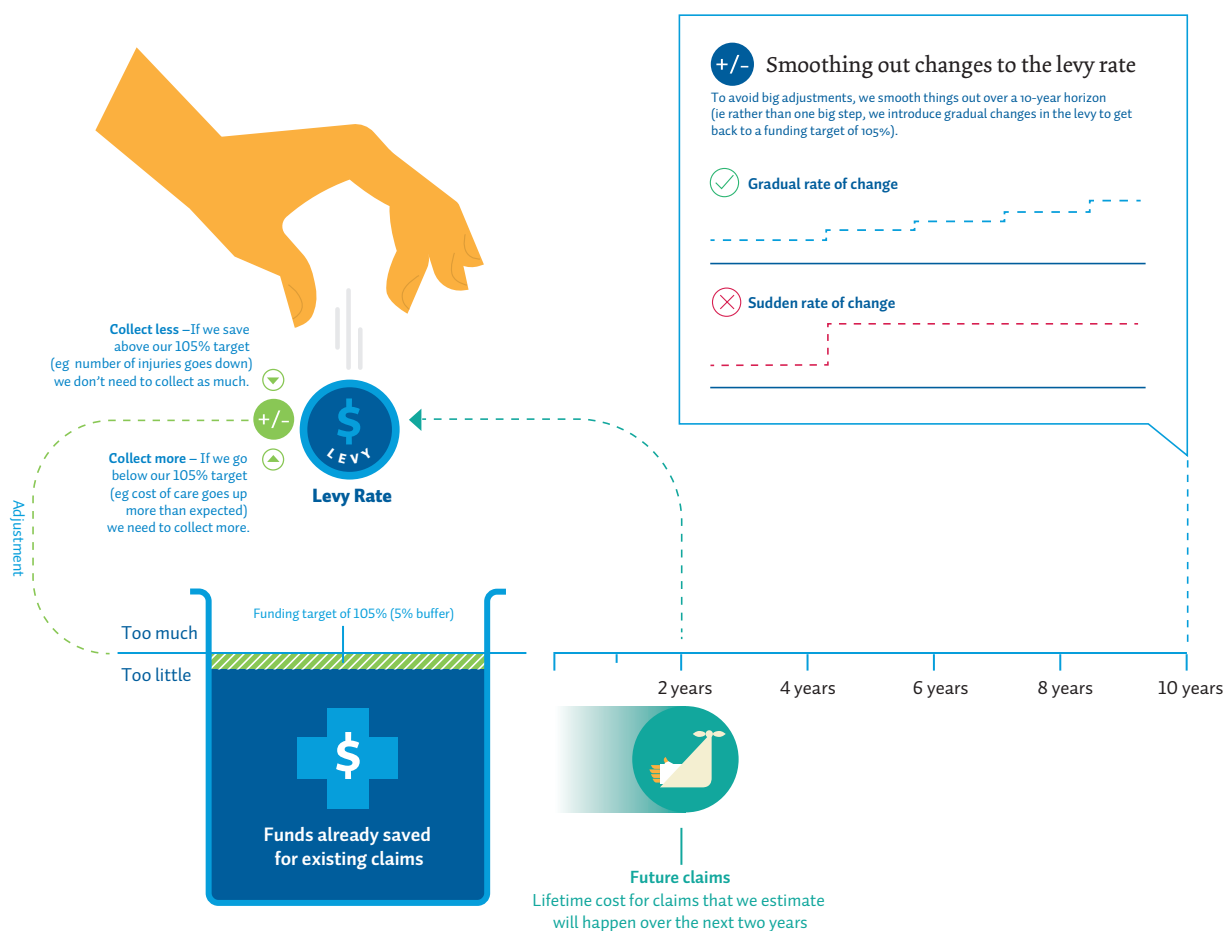 +/- Smoothing out changes to the levy rate
To avoid big adjustments, we smooth things out over a 10-year horizon
(ie rather than one big step, we introduce gradual changes in the levy to get
back to a funding target of 105%).
Gradual rate of change
Sudden rate of change
Collect less –If we save
above our 105% target
(eg number of injuries goes down)
we don't need to collect as much.
+/-
$
LEVY
Levy Rate
Collect more – If we go
below our 105% target
(eg cost of care goes up
more than expected)
we need to collect more.
Adjustment
Funding target of 105% (5% buffer)
Too much
Too little
$
Funds already saved
for existing claims
2 years
4 years
6 years
8 years
10 years
Future claims
Lifetime cost for claims that we estimate
will happen over the next two years